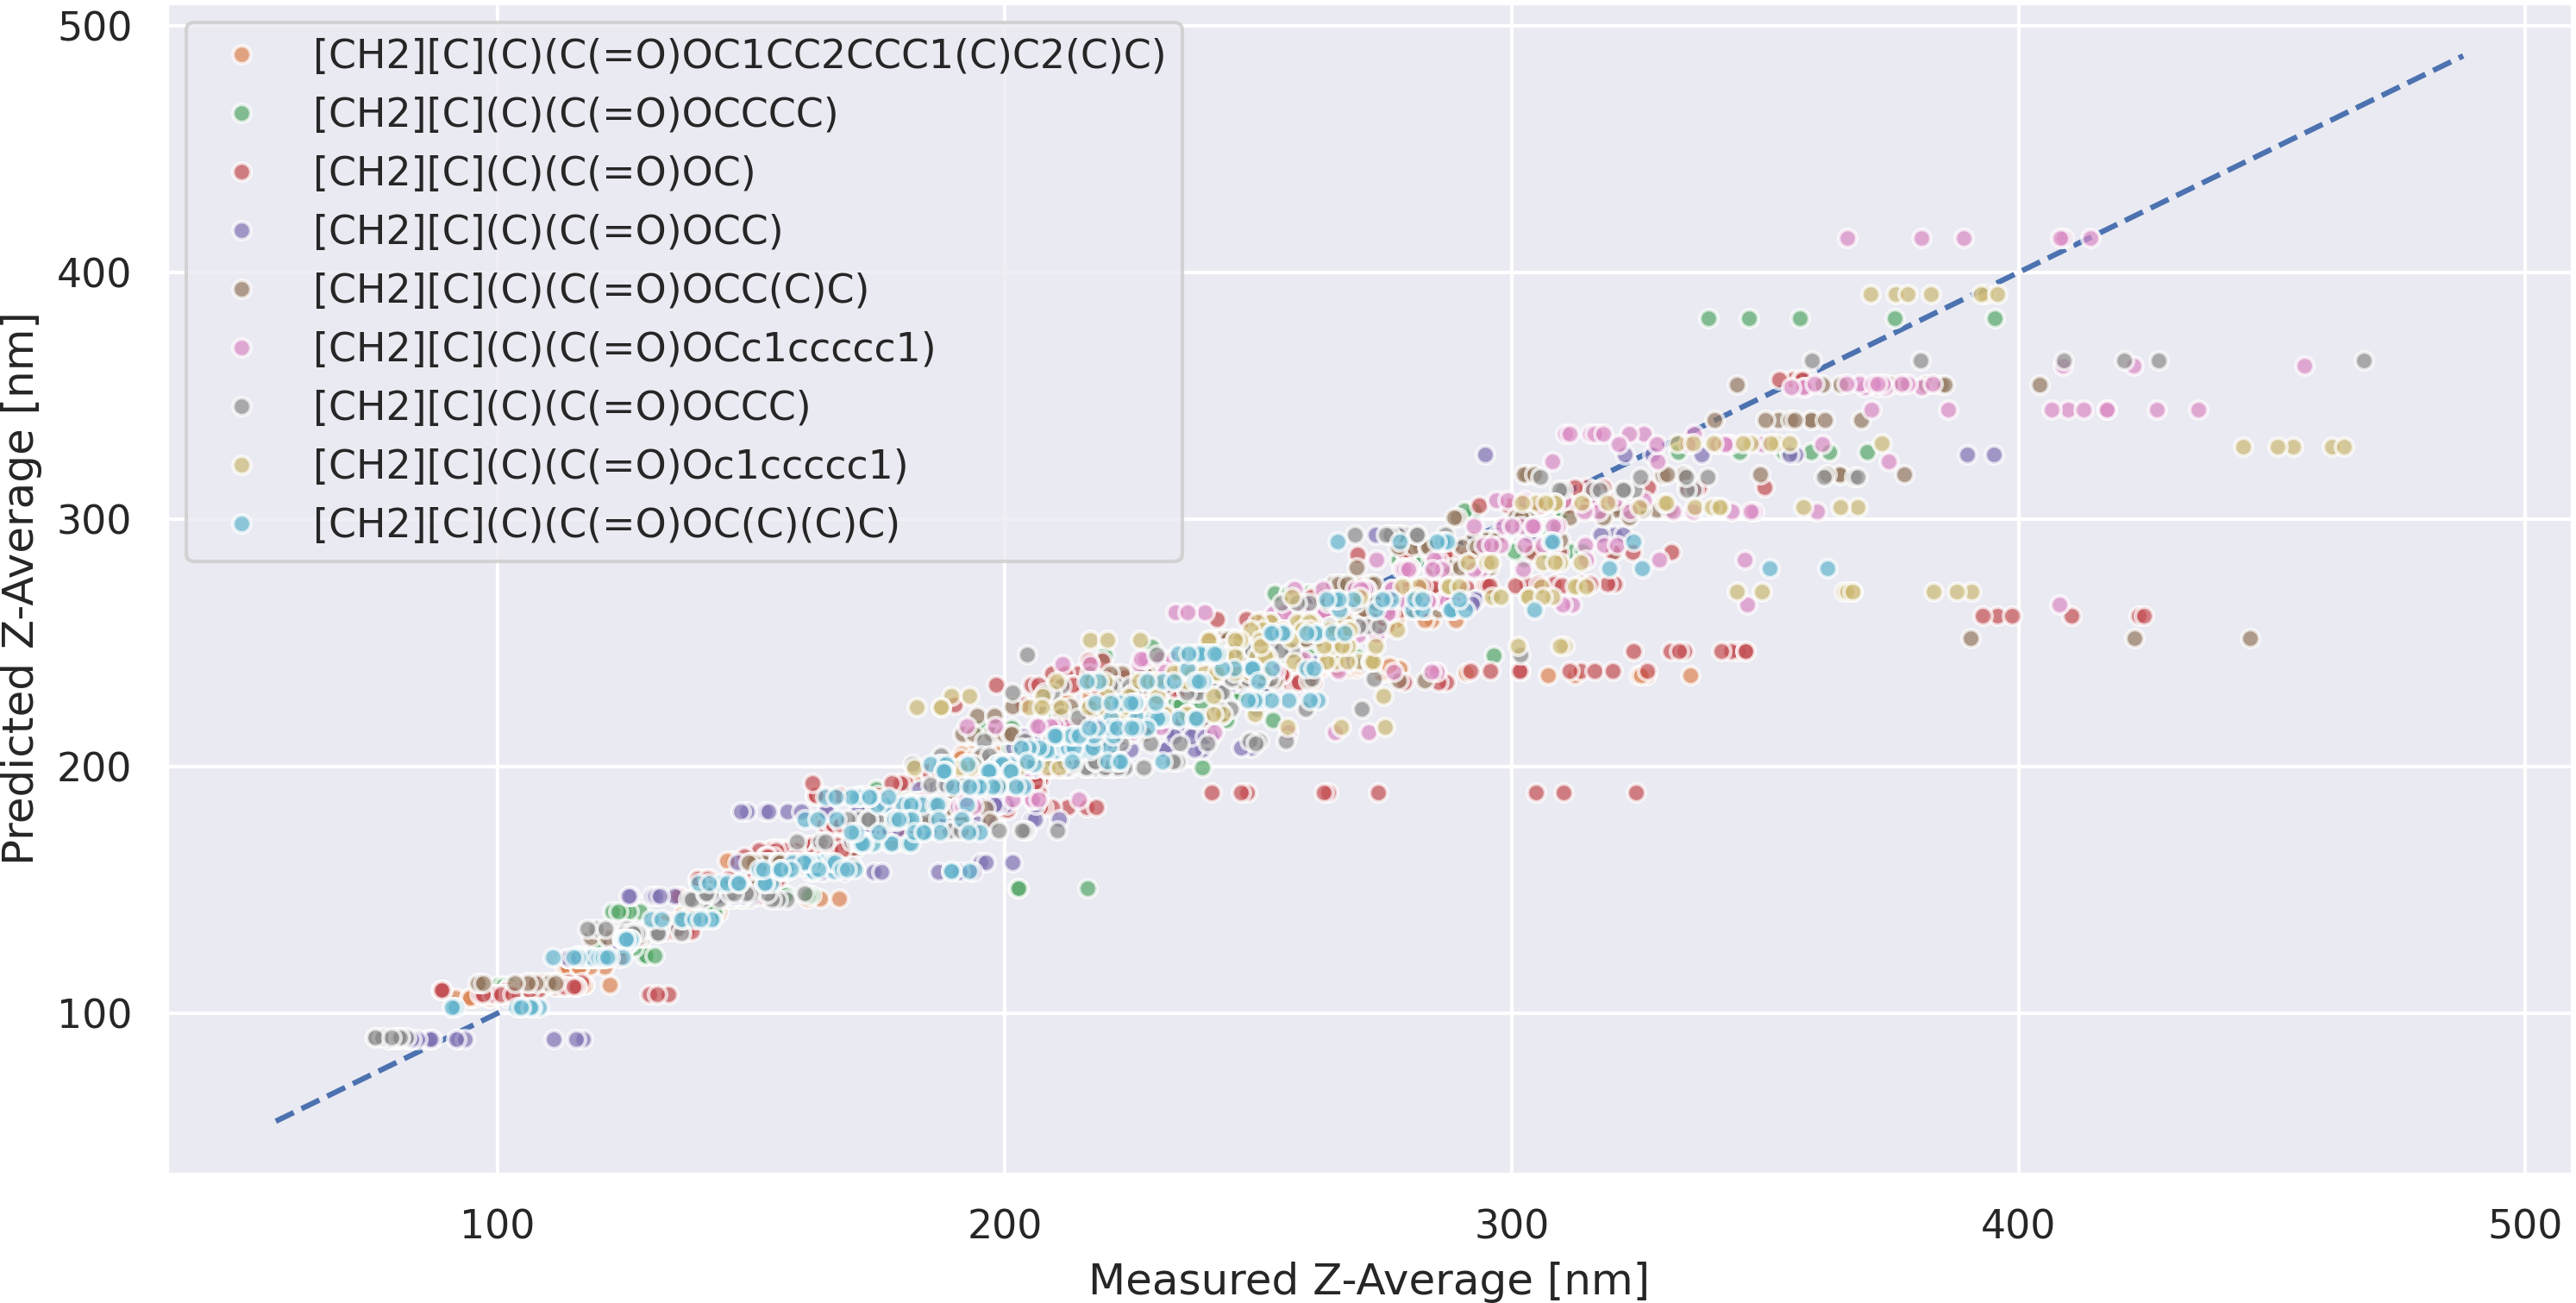 500
400
300
200
100
Predicted Z-Average [nm]
[CH2][C](C)(C(=O)OC1CC2CCC1(C)C2(C)C)
[CH2][C](C)(C(=O)OCCCC)
[CH2][C](C)(C(=O)OC)
[CH2][C](C)(C(=O)OCC)
[CH2][C](C)(C(=O)OCC(C)C)
[CH2][C](C)(C(=O)OCc1ccccc1)
[CH2][C](C)(C(=O)OCCC)
[CH2][C](C)(C(=O)Oc1ccccc1)
[CH2][C](C)(C(=O)OC(C)(C)C)
100 200 300 400 500
Measured Z-Average [nm]